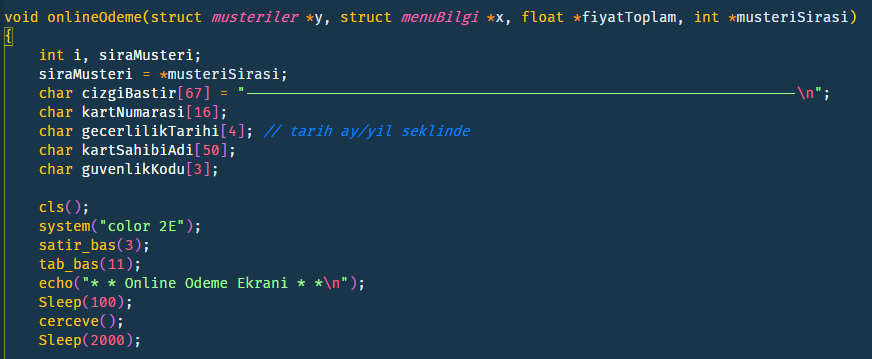 void onlineOdeme(struct musteriler *y, struct menuBilgi *x, float *fiyatToplam, int *musteriSirasi)
{
    int i, siraMusteri;
    siraMusteri = *musteriSirasi;
    char cizgiBastir[67] = "----------------------------------------------------------------\n";
    char kartNumarasi[16];
    char gecerlilikTarihi[4]; // tarih ay/yil seklinde
    char kartSahibiAdi[50];
    char guvenlikKodu[3];

    cls();
    system("color 2E");
    satir_bas(3);
    tab_bas(11);
    echo("* * Online Odeme Ekrani * *\n");
    Sleep(100);
    cerceve();
    Sleep(2000);